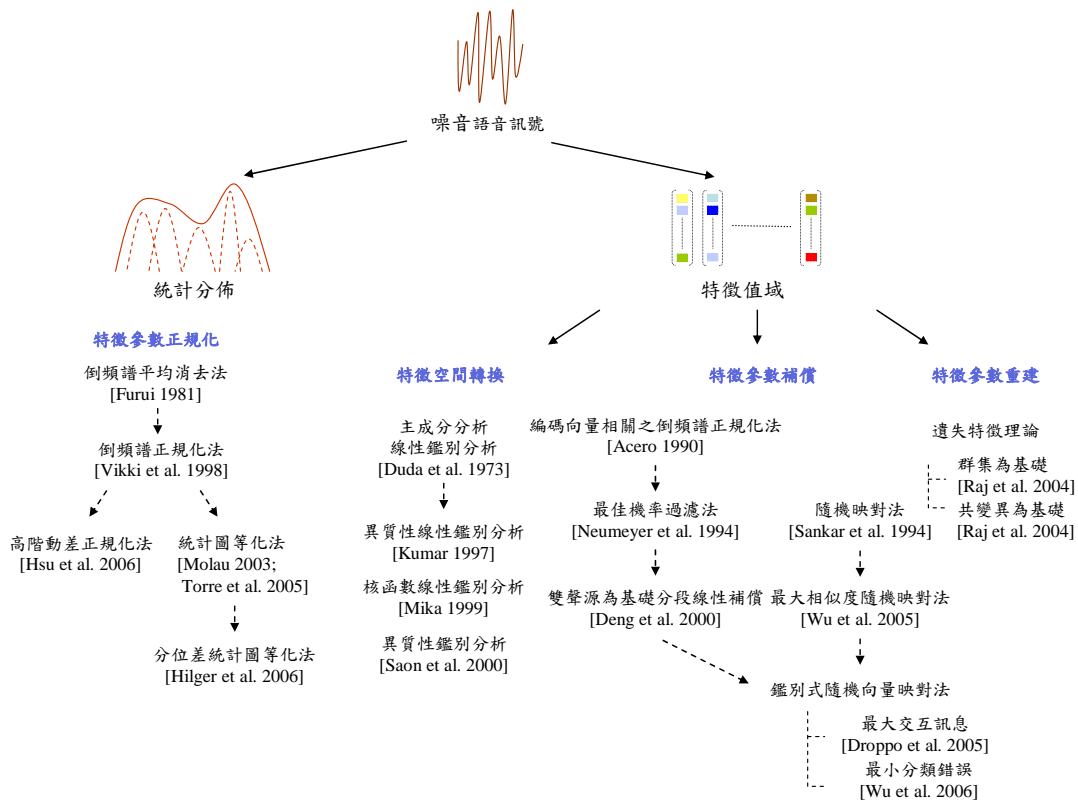 噪音語音訊號
統計分佈
特徵值域
特徵參數正規化
倒頻譜平均消去法
[Furui 1981]
倒頻譜正規化法
[Vikki et al. 1998]
高階動差正規化法
[Hsu et al. 2006]
統計圖等化法
[Molau 2003;
Torre et al. 2005]
分位差統計圖等化法
[Hilger et al. 2006]
特徵空間轉換
主成分分析
線性鑑別分析
[Duda et al. 1973]
異質性線性鑑別分析
[Kumar 1997]
核函數線性鑑別分析
[Mika 1999]
異質性鑑別分析
[Saon et al. 2000]
特徵參數補償
編碼向量相關之倒頻譜正規化法
[Acero 1990]
最佳機率過濾法
[Neumeyer et al. 1994]
雙聲源為基礎分段線性補償
[Deng et al. 2000]
隨機映對法
[Sankar et al. 1994]
最大相似度隨機映對法
[Wu et al. 2005]
鑑別式隨機向量映對法
最大交互訊息
[Droppo et al. 2005]
最小分類錯誤
[Wu et al. 2006]
特徵參數重建
遺失特徵理論
群集為基礎
[Raj et al. 2004]
共變異為基礎
[Raj et al. 2004]